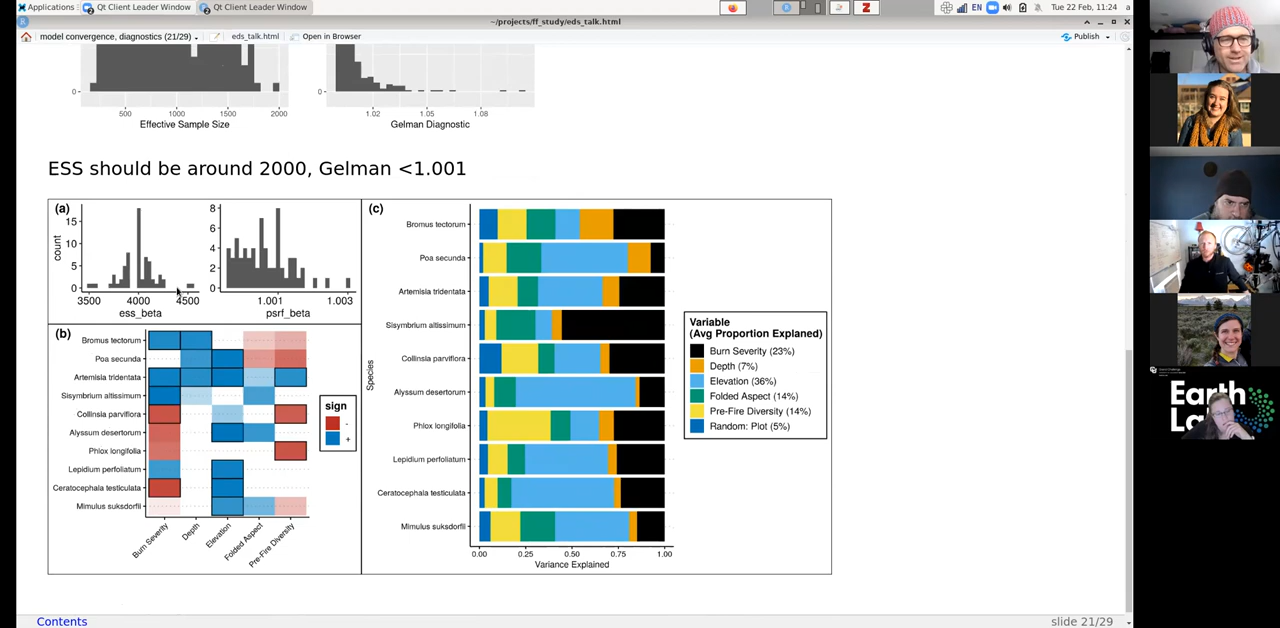 Applications
Qt Client Leader Window
Qt Client Leader Window
EN
Tue 22 Feb, 11:24
~/projects/ff_study/eds_talk.html
model convergence, diagnostics (21/29)
eds_talk.html
Open in Browser
Publish
0
500
1000
1500
2000
Effective Sample Size
0
1.02
1.05
1.08
Gelman Diagnostic
ESS should be around 2000, Gelman <1.001
(a)
count
15
10
5
0
3500
4000
4500
ess_beta
8
6
4
2
0
1.001
1.003
psrf_beta
(b)
Bromus tectorum
Poa secunda
Artemisia tridentata
Sisymbrium altissimum
Collinsia parviflora
Alyssum desertorum
Phlox longifolia
Lepidium perfoliatum
Ceratocephala testiculata
Mimulus suksdorfii
Burn Severity
Depth
Elevation
Folded Aspect
Pre-Fire Diversity
sign
-
+
(c)
Species
Bromus tectorum
Poa secunda
Artemisia tridentata
Sisymbrium altissimum
Collinsia parviflora
Alyssum desertorum
Phlox longifolia
Lepidium perfoliatum
Ceratocephala testiculata
Mimulus suksdorfii
0.00
0.25
0.50
0.75
1.00
Variance Explained
Variable
(Avg Proportion Explaned)
Burn Severity (23%)
Depth (7%)
Elevation (36%)
Folded Aspect (14%)
Pre-Fire Diversity (14%)
Random: Plot (5%)
Contents
slide 21/29
Earth
La